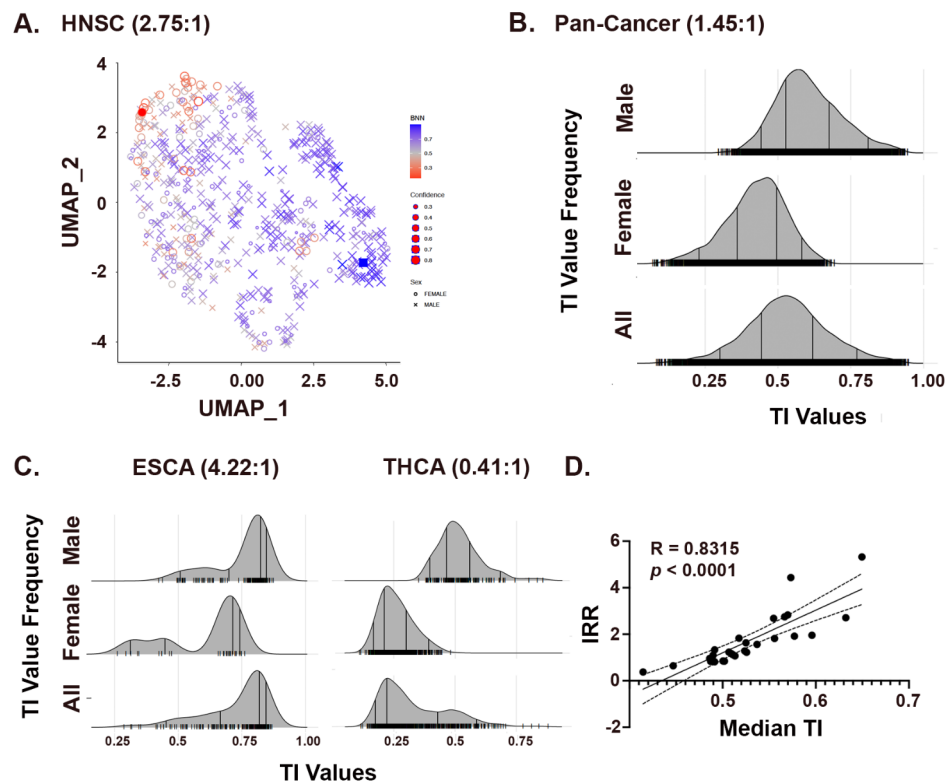 A. HNSC (2.75:1)
4
2
0
-2
-4
UMAP_2
-2.5
0.00
2.5
5.0
UMAP_1
BNN
0.7
0.5
0.3
Confidence
0.3
0.4
0.5
0.6
0.7
0.8
Sex
FEMALE
MALE
B. Pan-Cancer (1.45:1)
TI Value Frequency
Male
Female
All
0.25
0.5
0.75
1.00
TI Values
C.
ESCA (4.22:1)
THCA (0.41:1)
TI Value Frequency
Male
Female
All
0.25
0.5
0.75
1.00
0.25
0.5
0.75
TI Values
D.
R = 0.8315
p < 0.0001
IRR
6
4
2
0
-2
0.5
0.6
0.7
Median TI